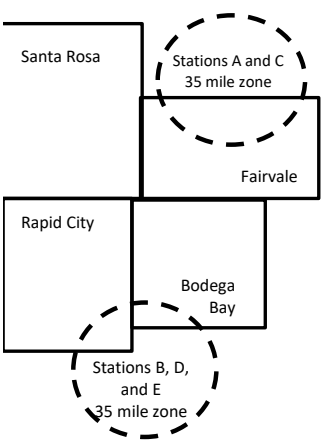 Santa Rosa
Stations A and C
35 mile zone
Fairvale
Rapid City
Bodega
Bay
Stations B, D,
and E
35 mile zone